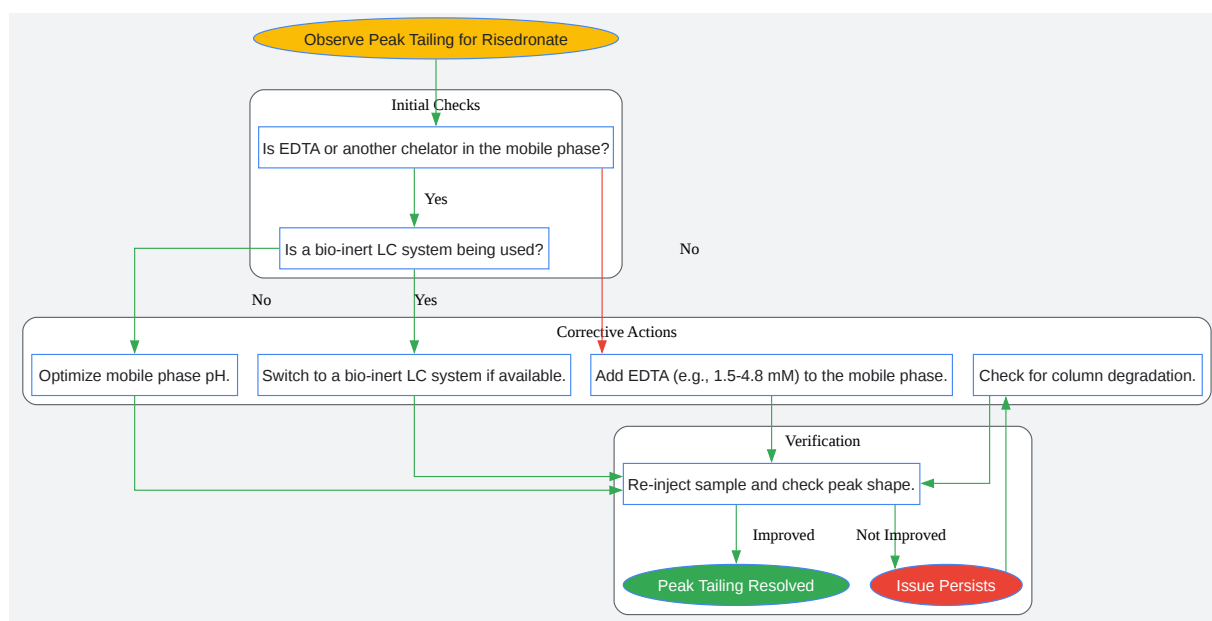 Observe Peak Tailing for Risedronate
Initial Checks
Is EDTA or another chelator in the mobile phase?
Yes
Is a bio-inert LC system being used?
No
No
Yes
Corrective Actions
Optimize mobile phase pH.
Switch to a bio-inert LC system if available.
Add EDTA (e.g., 1.5-4.8 mM) to the mobile phase.
Check for column degradation.
Verification
Re-inject sample and check peak shape.
Improved
Not Improved
Peak Tailing Resolved
Issue Persists